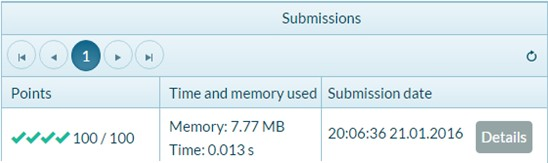 Submissions
1
Points Time and memory used Submission date
100 / 100 Memory: 7.77 MB 20:06:36 21.01.2016 Details
Time: 0.013 s